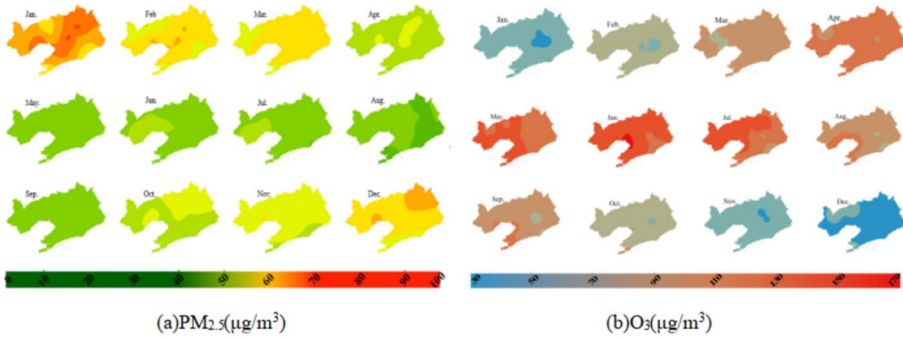 Jan. Feb Mar. Apr. Jan. Feb. Mar. Apr.
May. Jun. Jul. Aug. May. Jun. Jul. Aug.
Sep. Oct. Nov. Dec. Sep. Oct. Nov. Dec.
0 10 20 30 40 50 60 70 80 90 100 30 50 70 90 110 130 150 170
(a)PM2.5(μg/m³) (b)O3(μg/m³)